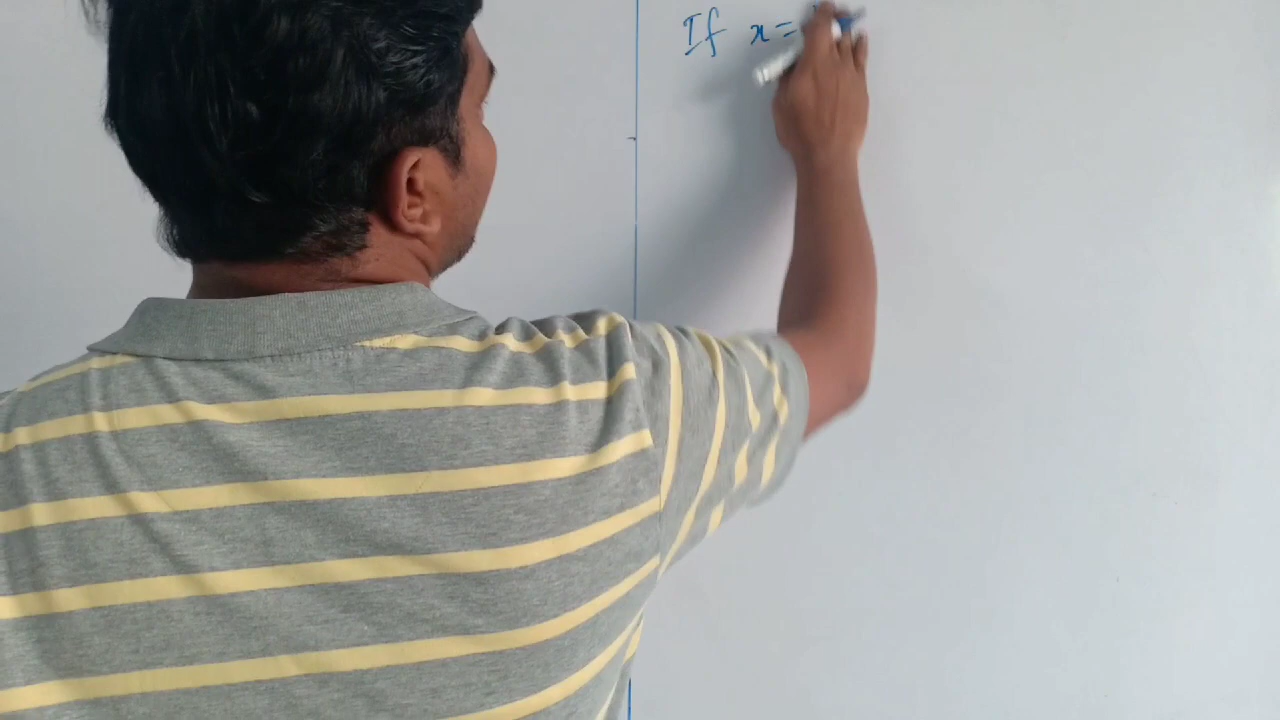 If x =